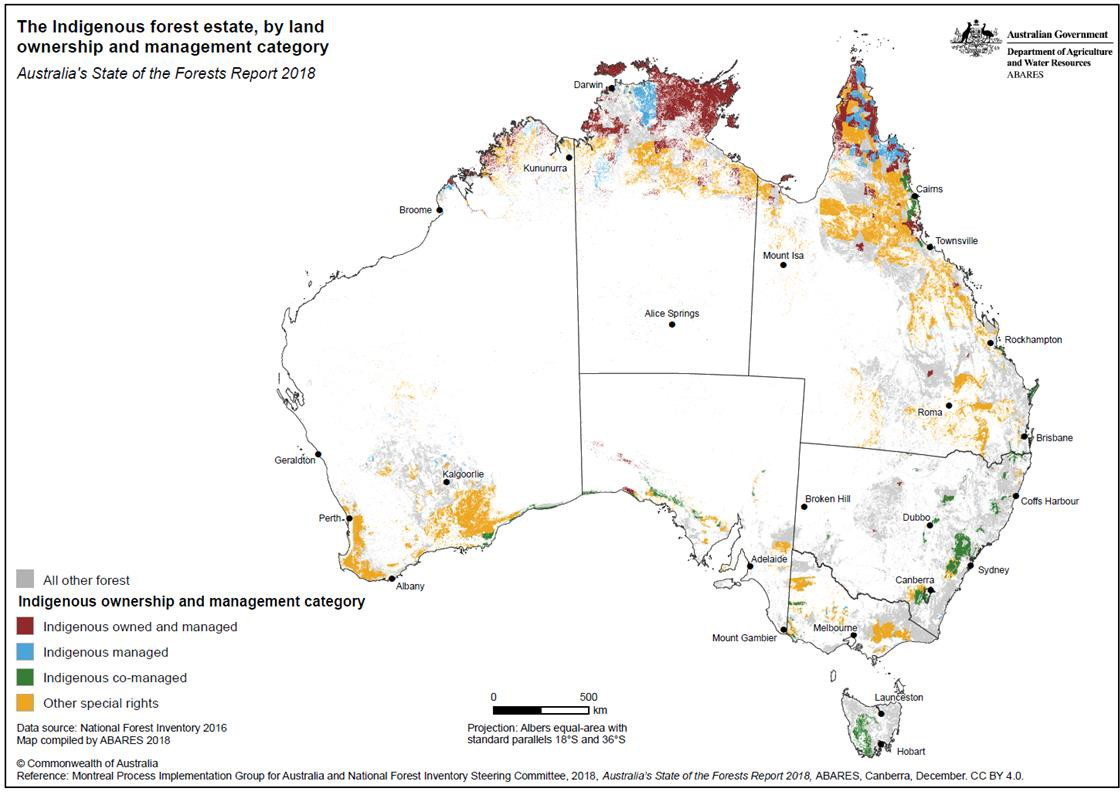 The Indigenous forest estate, by land
ownership and management category
Australia's State of the Forests Report 2018
Australian Government
Department of Agriculture
and Water Resources
ABARES
Darwin
Kununurra
Broome
Cairns
Townsville
Mount Isa
Alice Springs
Rockhampton
Roma
Brisbane
Geraldton
Kalgoorlie
Broken Hill
Coffs Harbour
Perth
Dubbo
Adelaide
Sydney
Canberra
Albany
Mount Gambier
Melbourne
Launceston
Hobart
All other forest
Indigenous ownership and management category
Indigenous owned and managed
Indigenous managed
Indigenous co-managed
Other special rights
0 500
km
Data source: National Forest Inventory 2016
Map compiled by ABARES 2018
Projection: Albers equal-area with
standard parallels 18°S and 36°S
© Commonwealth of Australia
Reference: Montreal Process Implementation Group for Australia and National Forest Inventory Steering Committee, 2018, Australia's State of the Forests Report 2018, ABARES, Canberra, December. CC BY 4.0.